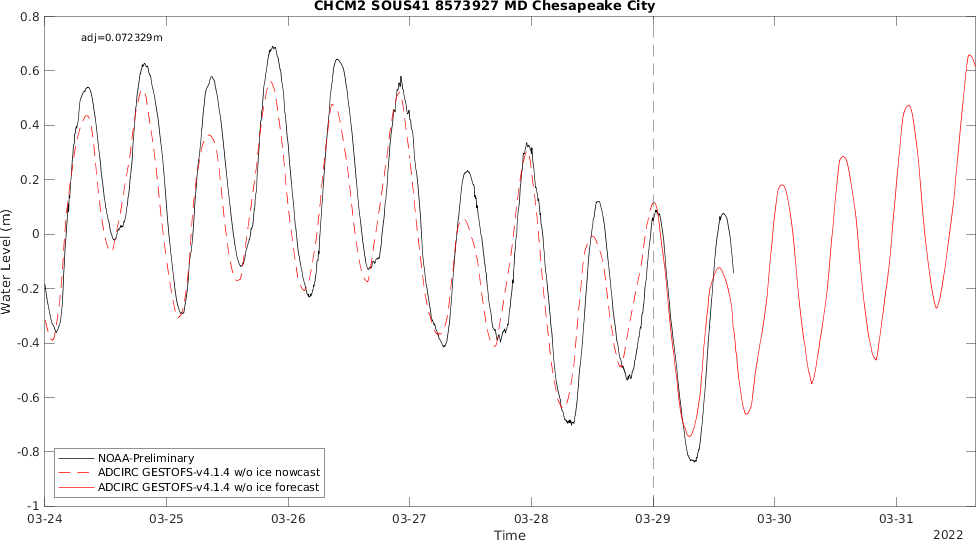 CHCM2 SOUS41 8573927 MD Chesapeake City
adj=0.072329m
0.8
0.6
0.4
0.2
0
-0.2
-0.4
-0.6
-0.8
-1
Water Level (m)
NOAA-Preliminary
ADCIRC GESTOFS-v4.1.4 w/o ice nowcast
ADCIRC GESTOFS-v4.1.4 w/o ice forecast
03-24 03-25 03-26 03-27 03-28 03-29 03-30 03-31
Time
2022